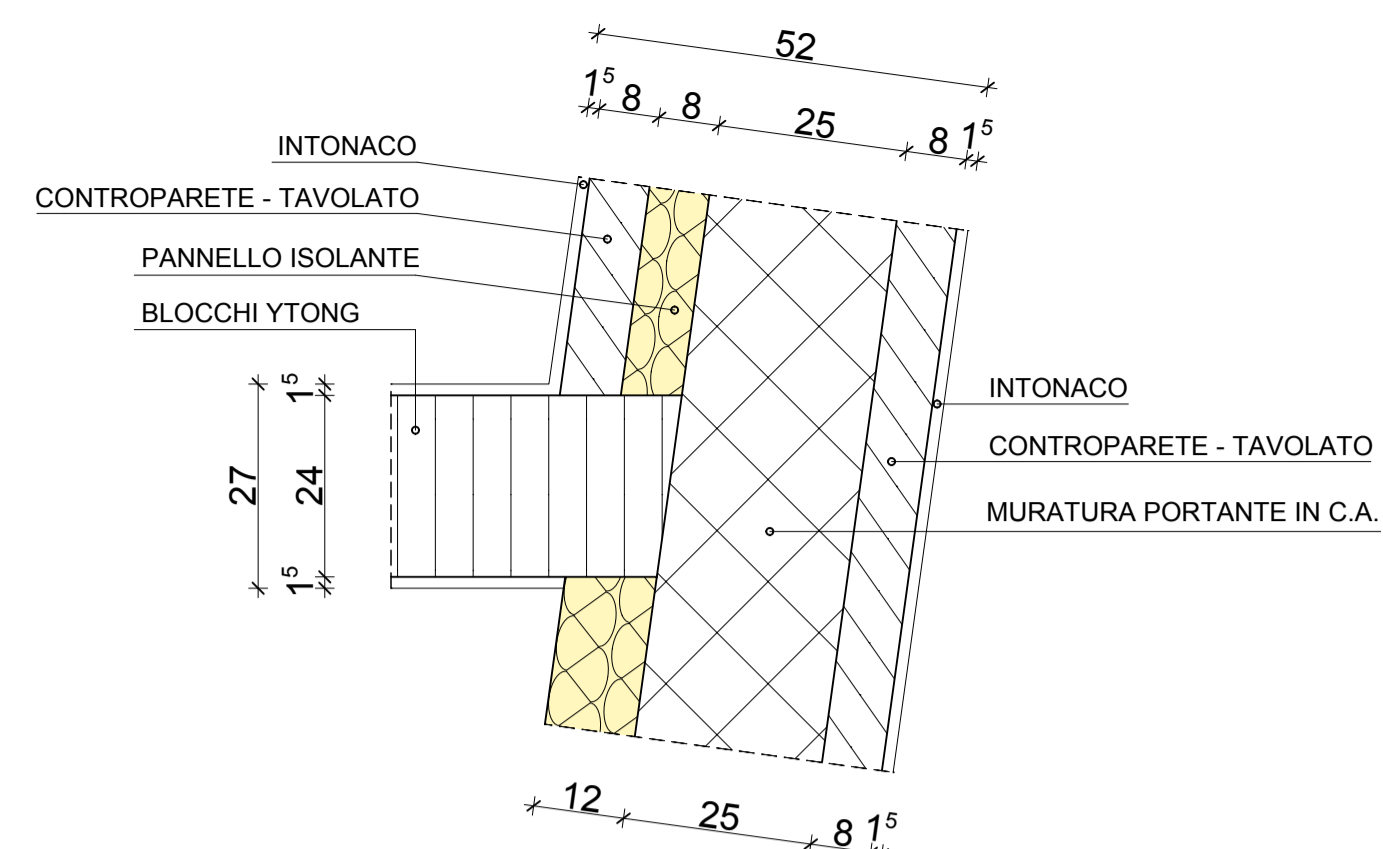 52
1⁵ 8 8 25 8 1⁵
INTONACO
CONTROPARETE - TAVOLATO
PANNELLO ISOLANTE
BLOCCHI YTONG
27
1⁵ 24 1⁵
INTONACO
CONTROPARETE - TAVOLATO
MURATURA PORTANTE IN C.A.
12 25 8 1⁵